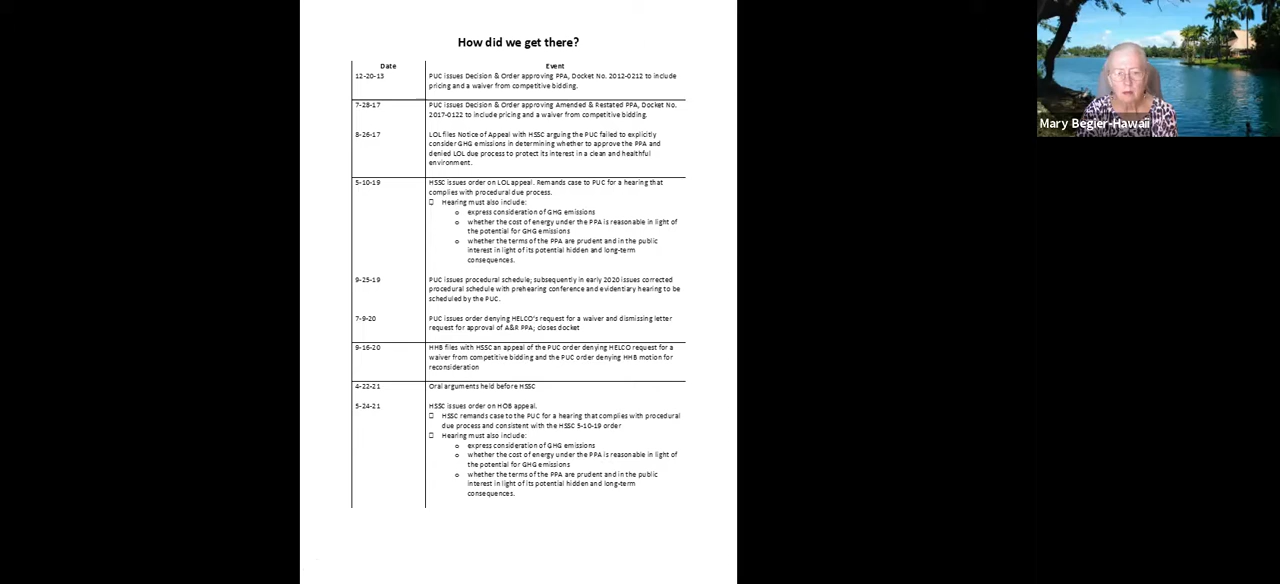 How did we get there?
Date Event
12-20-13 PUC issues Decision & Order approving PPA, Docket No. 2012-0212 to include
pricing and a waiver from competitive bidding.
7-28-17 PUC issues Decision & Order approving Amended & Restated PPA, Docket No.
2017-0122 to include pricing and a waiver from competitive bidding.
8-26-17 LOL files Notice of Appeal with HSSC arguing the PUC failed to explicitly
consider GHG emissions in determining whether to approve the PPA and
denied LOL due process to protect its interest in a clean and healthful
environment.
5-10-19 HSSC issues order on LOL appeal. Remands case to PUC for a hearing that
complies with procedural due process.
☐ Hearing must also include:
o express consideration of GHG emissions
o whether the cost of energy under the PPA is reasonable in light of
the potential for GHG emissions
o whether the terms of the PPA are prudent and in the public
interest in light of its potential hidden and long-term
consequences.
9-25-19 PUC issues procedural schedule; subsequently in early 2020 issues corrected
procedural schedule with prehearing conference and evidentiary hearing to be
scheduled by the PUC.
7-9-20 PUC issues order denying HELCO's request for a waiver and dismissing letter
request for approval of A&R PPA; closes docket
9-16-20 HHB files with HSSC an appeal of the PUC order denying HELCO request for a
waiver from competitive bidding and the PUC order denying HHB motion for
reconsideration
4-22-21 Oral arguments held before HSSC
5-24-21 HSSC issues order on HOB appeal.
☐ HSSC remands case to the PUC for a hearing that complies with procedural
due process and consistent with the HSSC 5-10-19 order
☐ Hearing must also include:
o express consideration of GHG emissions
o whether the cost of energy under the PPA is reasonable in light of
the potential for GHG emissions
o whether the terms of the PPA are prudent and in the public
interest in light of its potential hidden and long-term
consequences.
Mary Begier-Hawaii